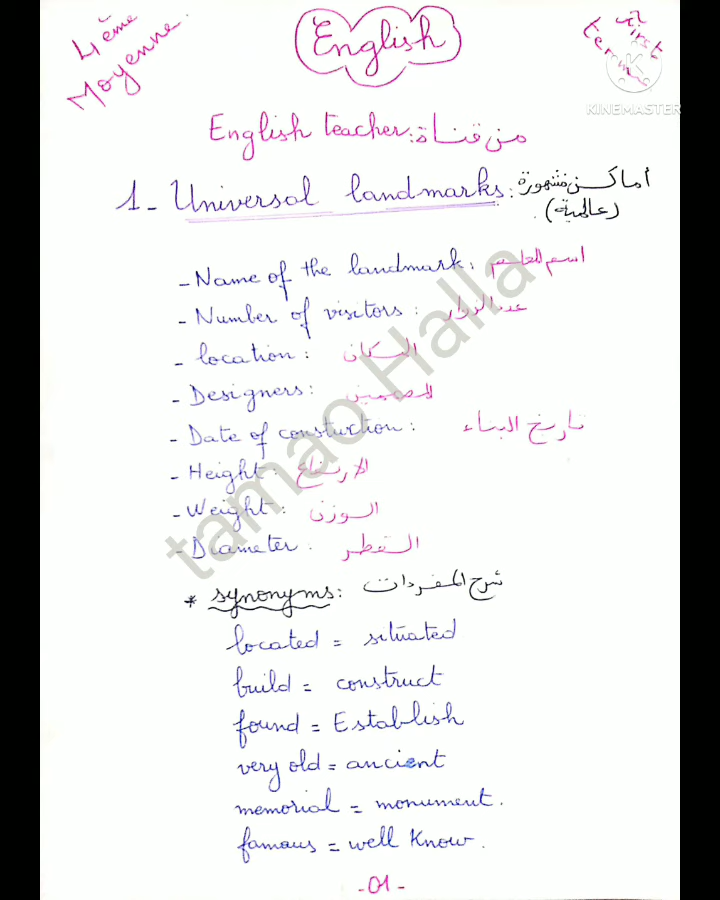 4ème
Moyenne
English
first
term
KINEMASTER
English teacher: من قناة
1- Universal landmarks: أماكن مشهورة
(عالمية)
- Name of the landmark: اسم المعلم
- Number of visitors: عدد الزوار
- location: المكان
- Designers: المصممين
- Date of consturction: تاريخ البناء
- Height: الارتفاع
- Weight: الوزن
- Diameter: القطر
tamao Halla
* synonyms: شرح المفردات
located = situated
build = construct
found = Establish
very old = ancient
memorial = monument.
famous = well Know.
-01-